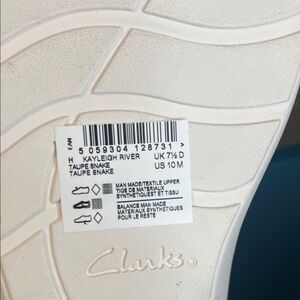 EAN
5 059304 128731 >
H KAYLEIGH RIVER UK 7½ D
TAUPE SNAKE US 10 M
TAUPE SNAKE
MAN MADE/TEXTILE UPPER
TIGE DE MATERIAUX
SYNTHETIQUES ET TISSU
BALANCE MAN MADE
MATERIAUX SYNTHÉTIQUES
POUR LE RESTE
Clarks